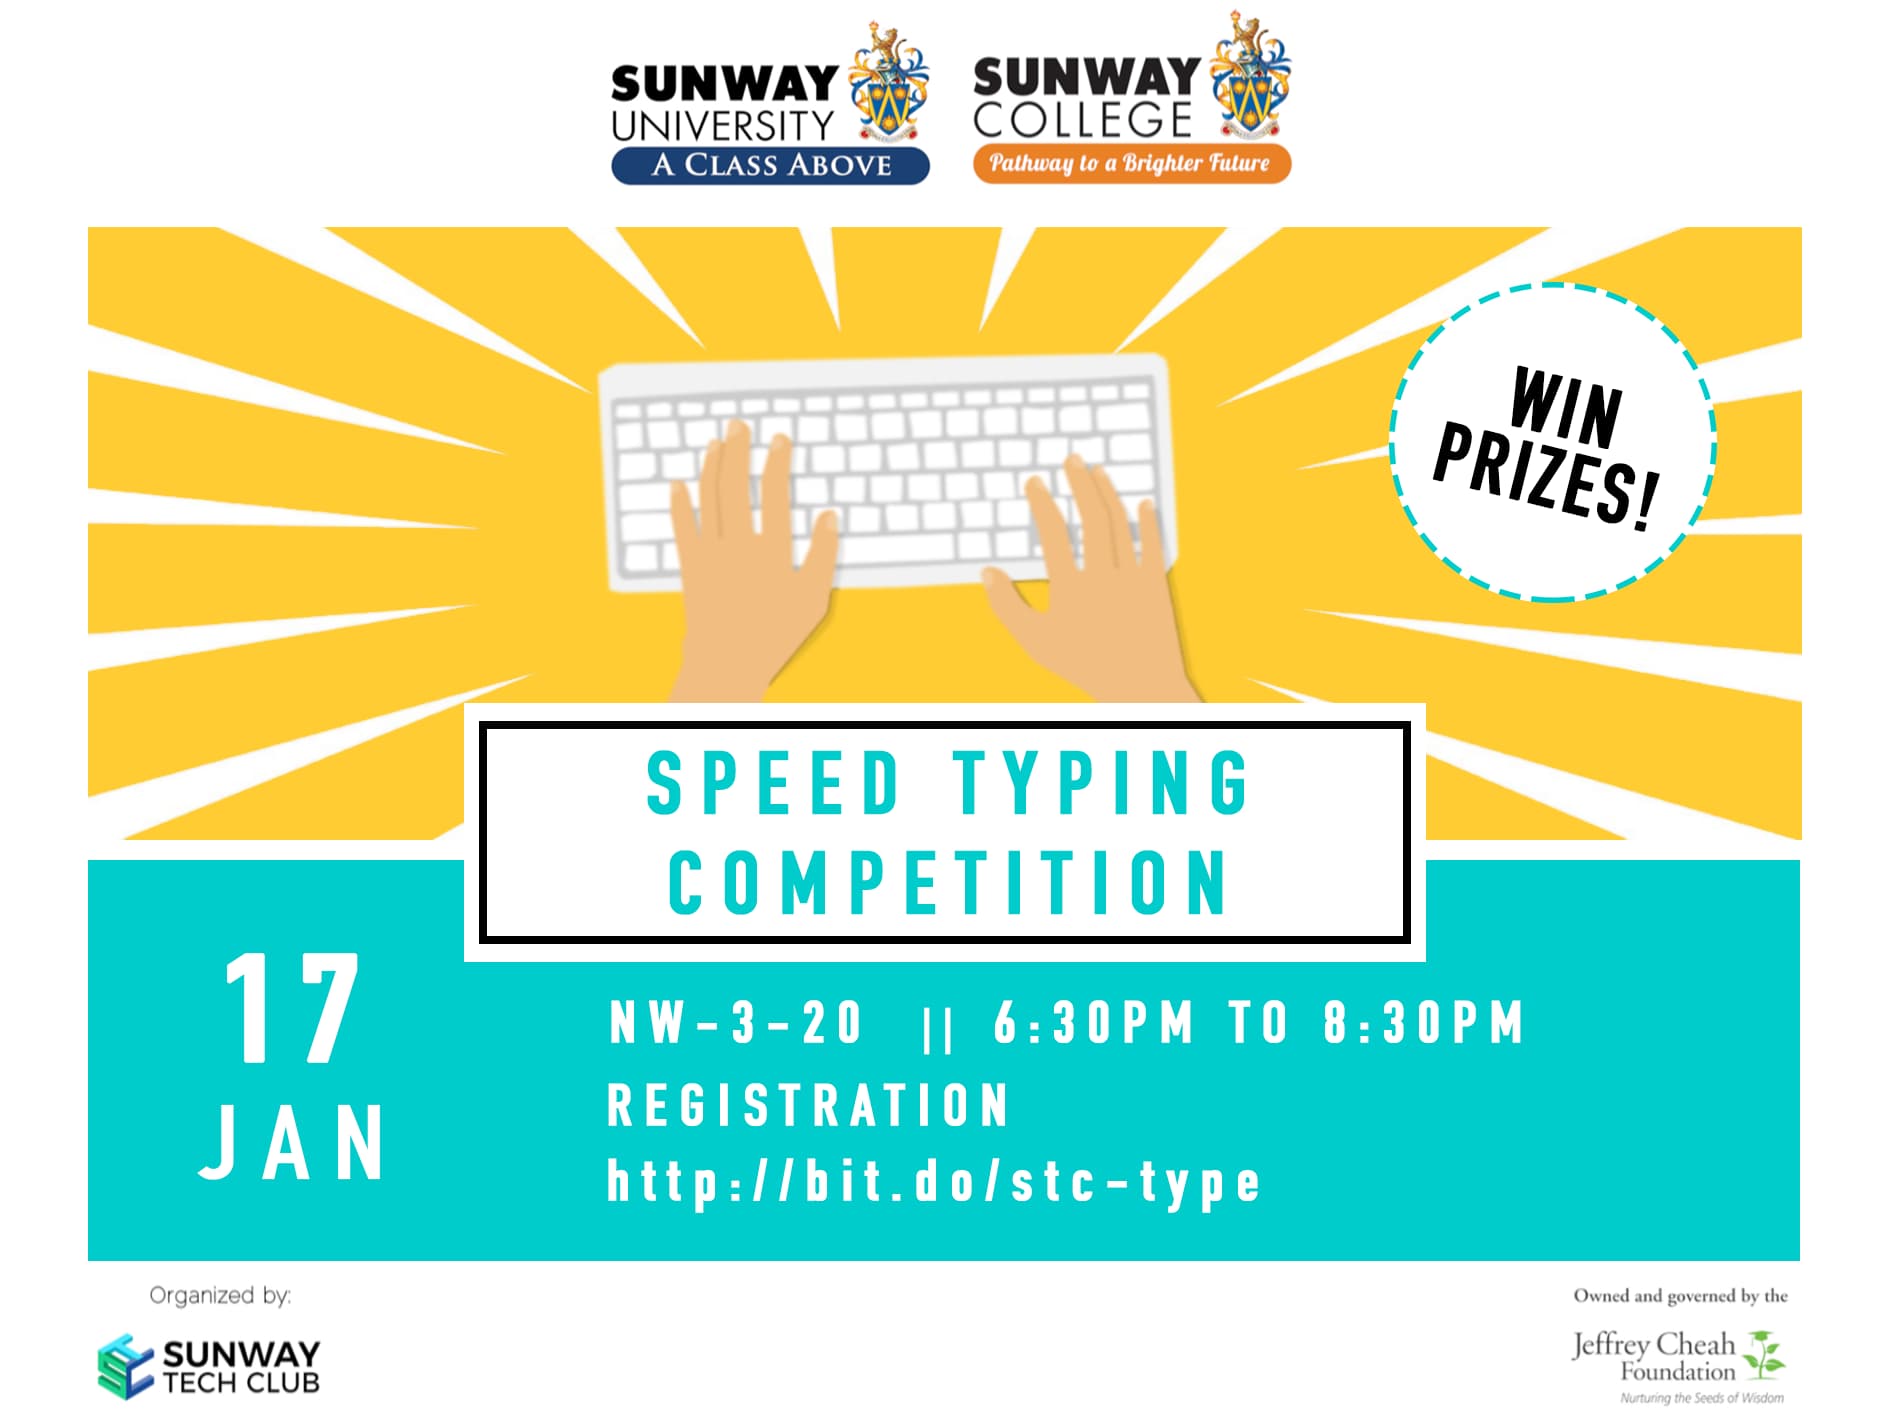 SUNWAY
UNIVERSITY
A CLASS ABOVE
SUNWAY
COLLEGE
Pathway to a Brighter Future
WIN
PRIZES!
SPEED TYPING
COMPETITION
17
JAN
NW-3-20 || 6:30PM TO 8:30PM
REGISTRATION
http://bit.do/stc-type
Organized by:
SUNWAY
TECH CLUB
Owned and governed by the
Jeffrey Cheah
Foundation
Nurturing the Seeds of Wisdom